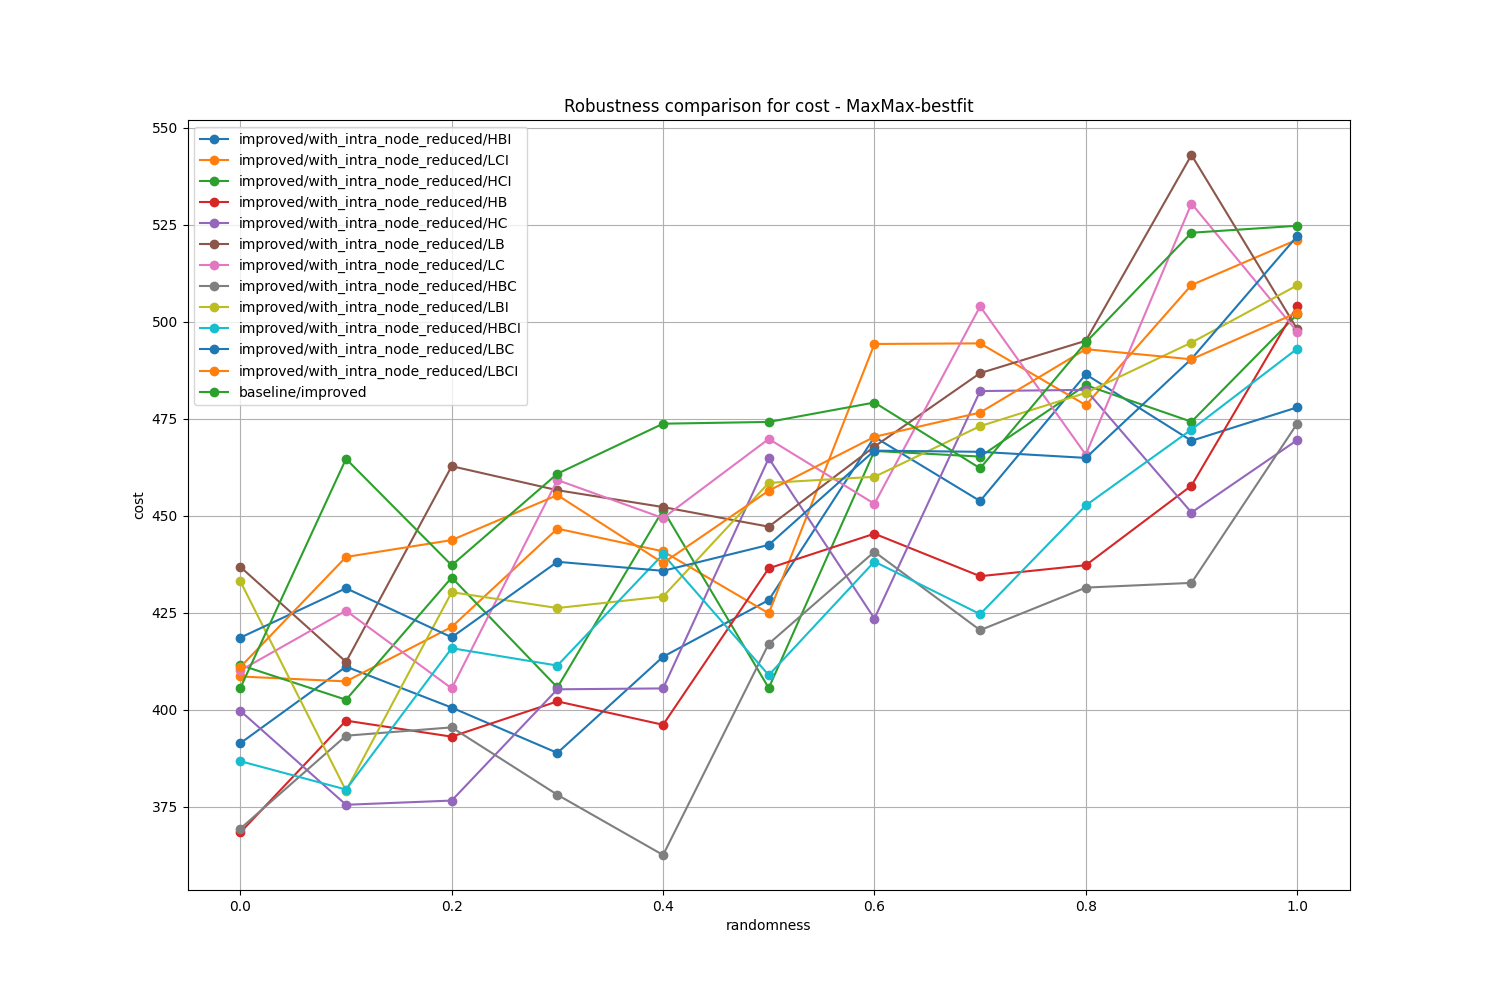 Robustness comparison for cost - MaxMax-bestfit
550
525
500
475
450
425
400
375
cost
improved/with_intra_node_reduced/HBI
improved/with_intra_node_reduced/LCI
improved/with_intra_node_reduced/HCI
improved/with_intra_node_reduced/HB
improved/with_intra_node_reduced/HC
improved/with_intra_node_reduced/LB
improved/with_intra_node_reduced/LC
improved/with_intra_node_reduced/HBC
improved/with_intra_node_reduced/LBI
improved/with_intra_node_reduced/HBCI
improved/with_intra_node_reduced/LBC
improved/with_intra_node_reduced/LBCI
baseline/improved
0.0 0.2 0.4 0.6 0.8 1.0
randomness